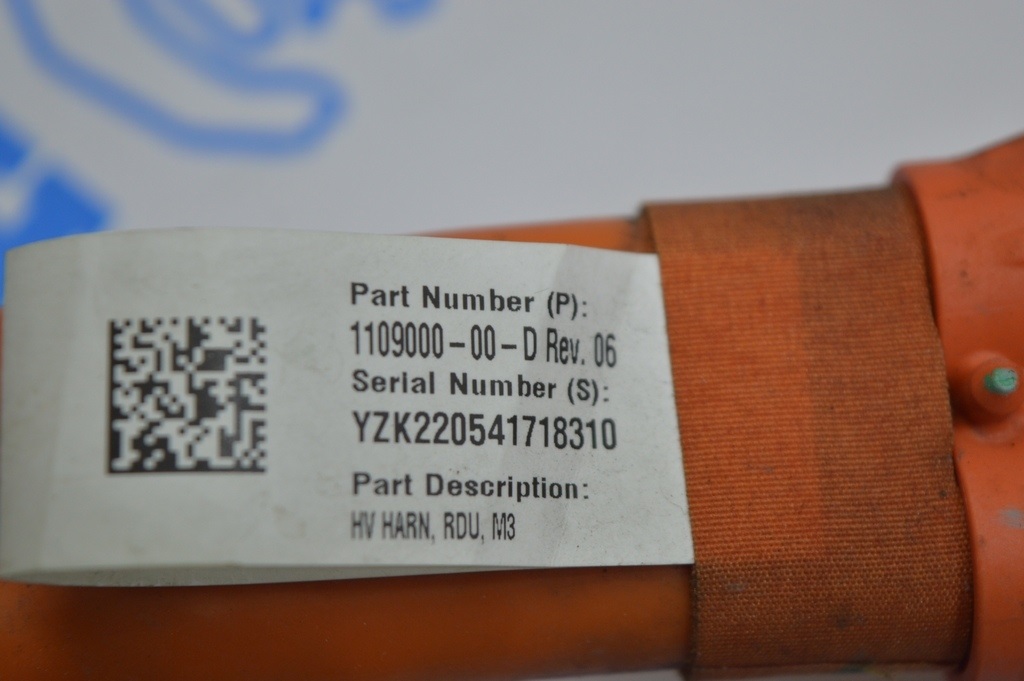 Part Number (P):
1109000-00-D Rev. 06
Serial Number (S):
YZK220541718310
Part Description:
HV HARN, RDU, M3